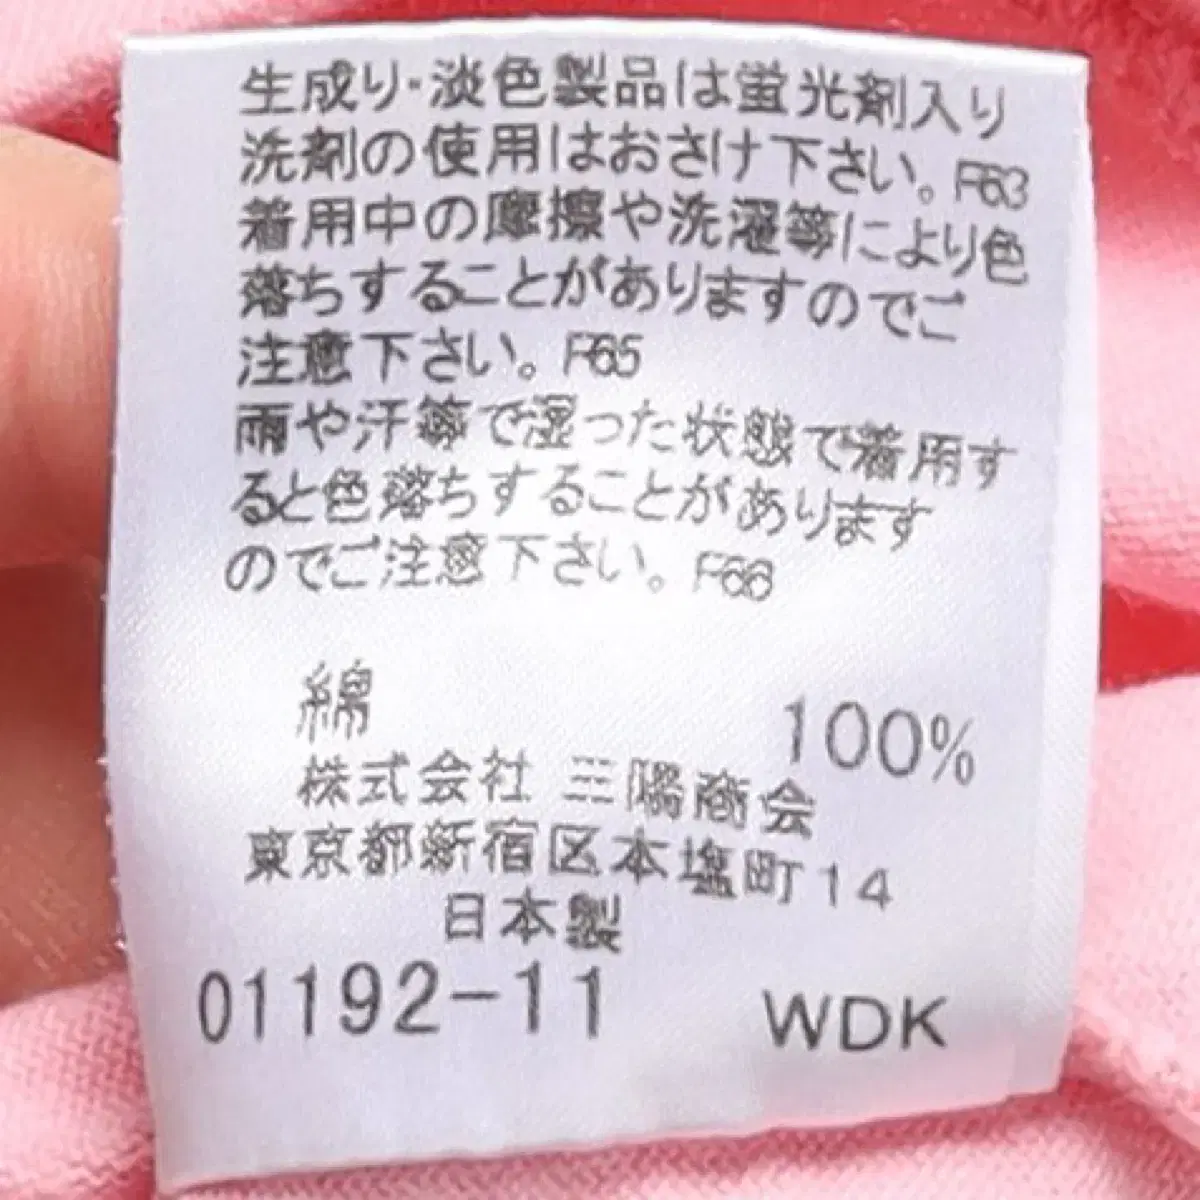 生成り・淡色製品は蛍光剤入り
洗剤の使用はおさけ下さい。F63
着用中の摩擦や洗濯等により色
落ちすることがありますのでご
注意下さい。F65
雨や汗等で湿った状態で着用す
ると色落ちすることがあります
のでご注意下さい。F66
綿 100%
株式会社 三陽商会
東京都新宿区本塩町14
日本製
01192-11 WDK